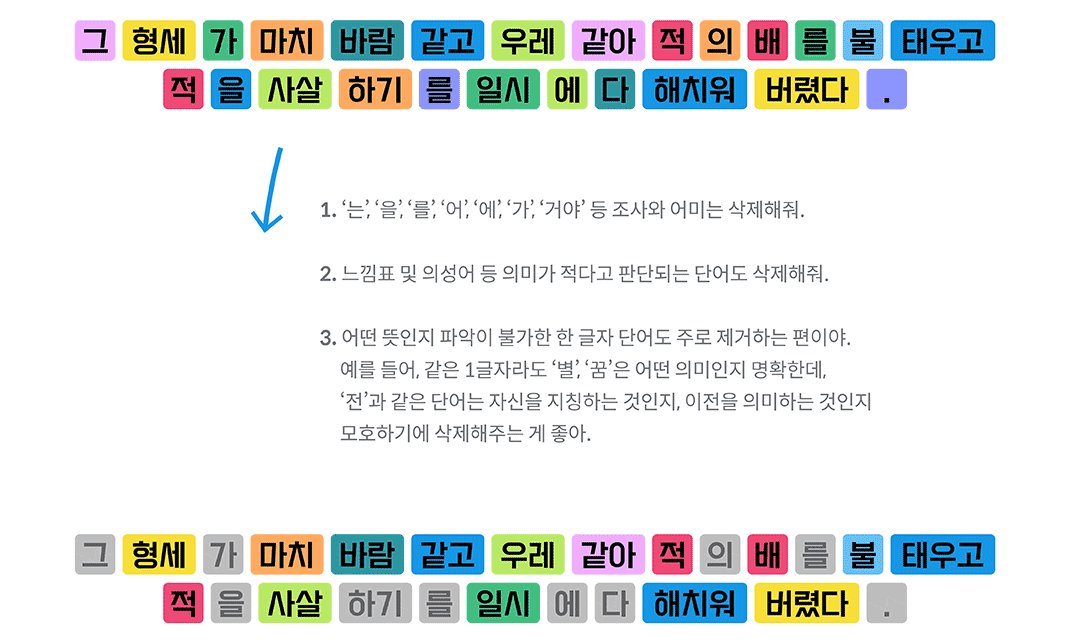 그 형세 가 마치 바람 같고 우레 같아 적 의 배 를 불 태우고
적 을 사살 하기 를 일시 에 다 해치워 버렸다 .
1. ‘는’, ‘을’, ‘를’, ‘어’, ‘에’, ‘가’, ‘거야’ 등 조사와 어미는 삭제해줘.
2. 느낌표 및 의성어 등 의미가 적다고 판단되는 단어도 삭제해줘.
3. 어떤 뜻인지 파악이 불가한 한 글자 단어도 주로 제거하는 편이야.
예를 들어, 같은 1글자라도 ‘별’, ‘꿈’은 어떤 의미인지 명확한데,
‘전’과 같은 단어는 자신을 지칭하는 것인지, 이전을 의미하는 것인지
모호하기에 삭제해주는 게 좋아.
그 형세 가 마치 바람 같고 우레 같아 적 의 배 를 불 태우고
적 을 사살 하기 를 일시 에 다 해치워 버렸다 .